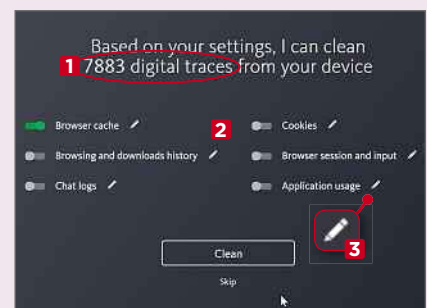 Based on your settings, I can clean
1 7883 digital traces from your device
Browser cache
2
Cookies
Browsing and downloads history
Browser session and input
Chat logs
Application usage
3
Clean
Skip